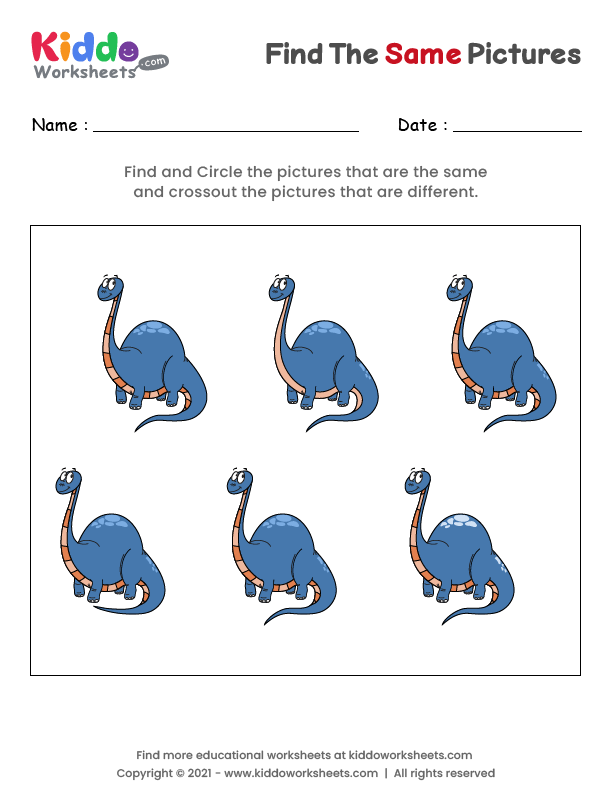 Kiddo
Worksheets.com
Find The Same Pictures
Name : Date :
Find and Circle the pictures that are the same
and crossout the pictures that are different.
Find more educational worksheets at kiddoworksheets.com
Copyright © 2021 - www.kiddoworksheets.com | All rights reserved